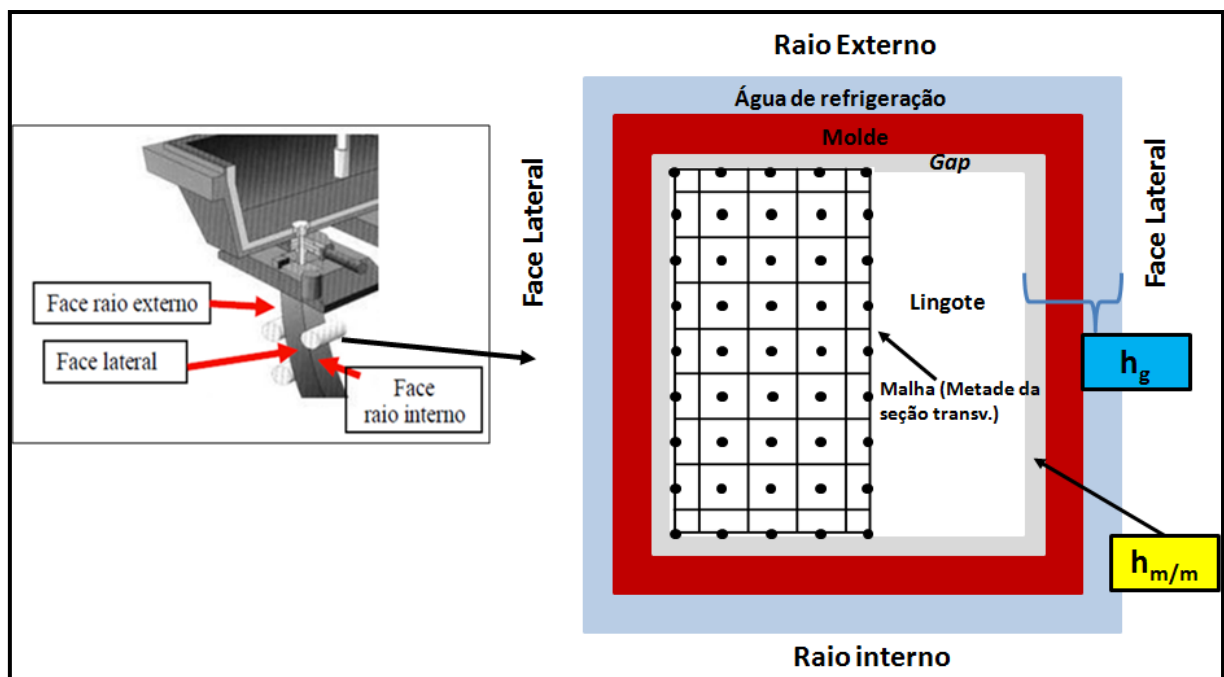 Raio Externo
Água de refrigeração
Molde
Gap
Face Lateral
Face Lateral
Face raio externo
Face lateral
Face
raio interno
Lingote
Malha (Metade da
seção transv.)
hg
hm/m
Raio interno